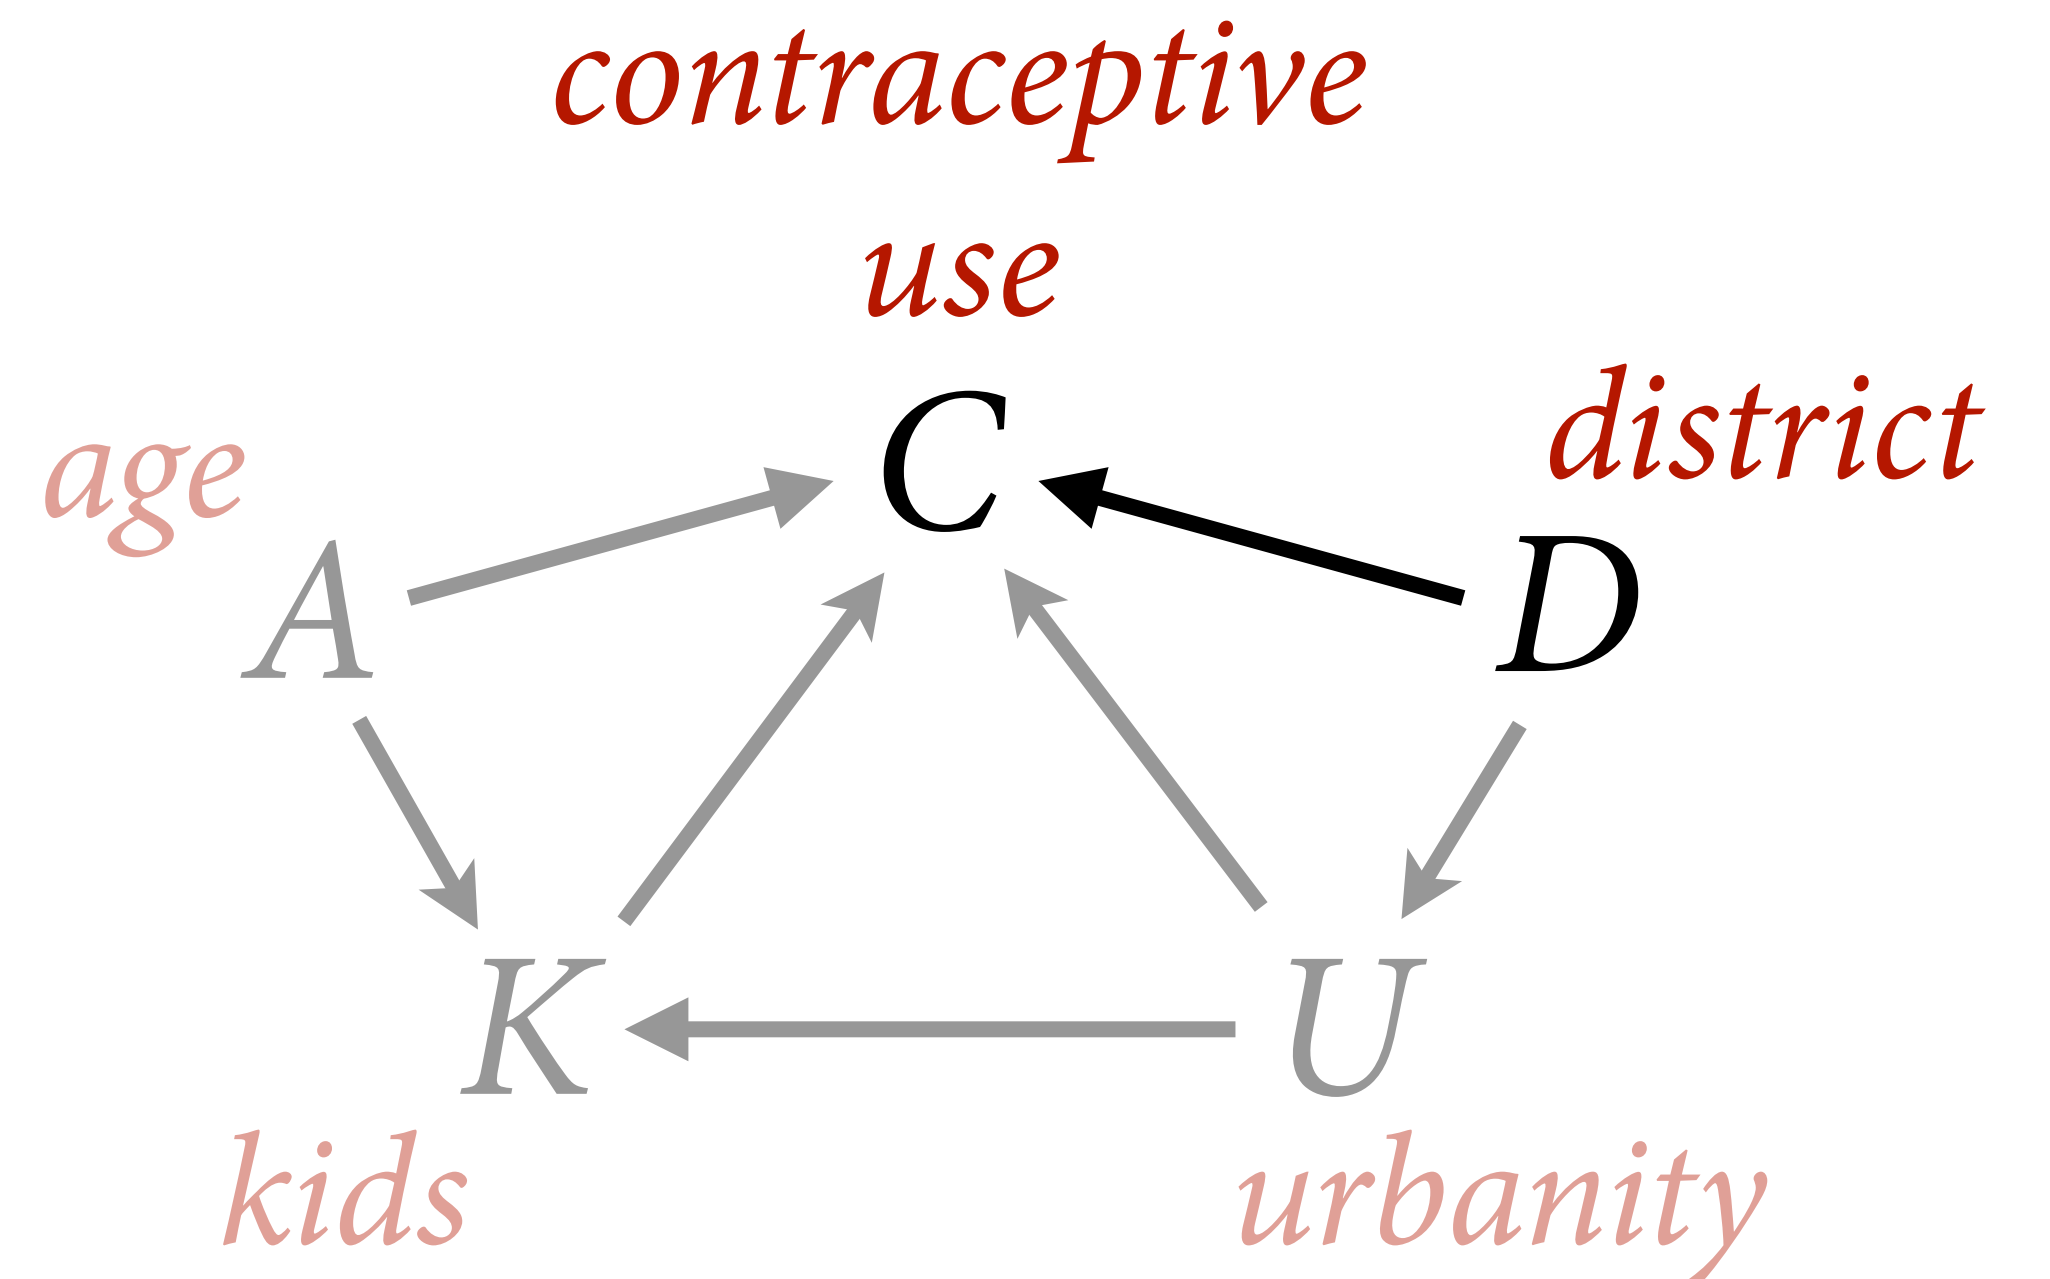 contraceptive
use
C
district
age
A
D
K
U
kids
urbanity